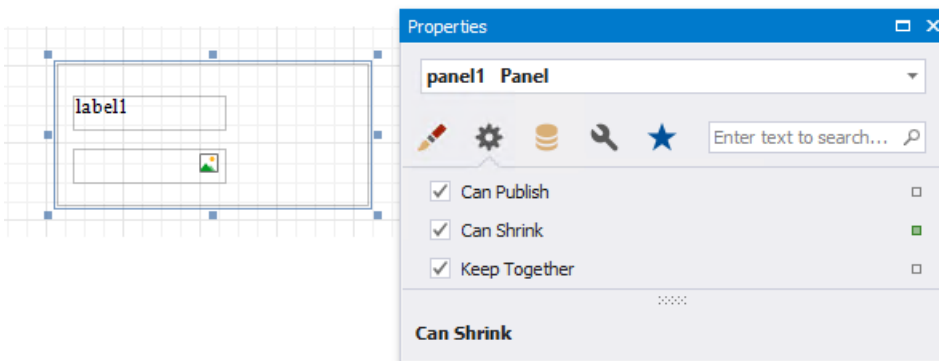 Properties
panel1 Panel
label1
Enter text to search...
Can Publish
Can Shrink
Keep Together
Can Shrink